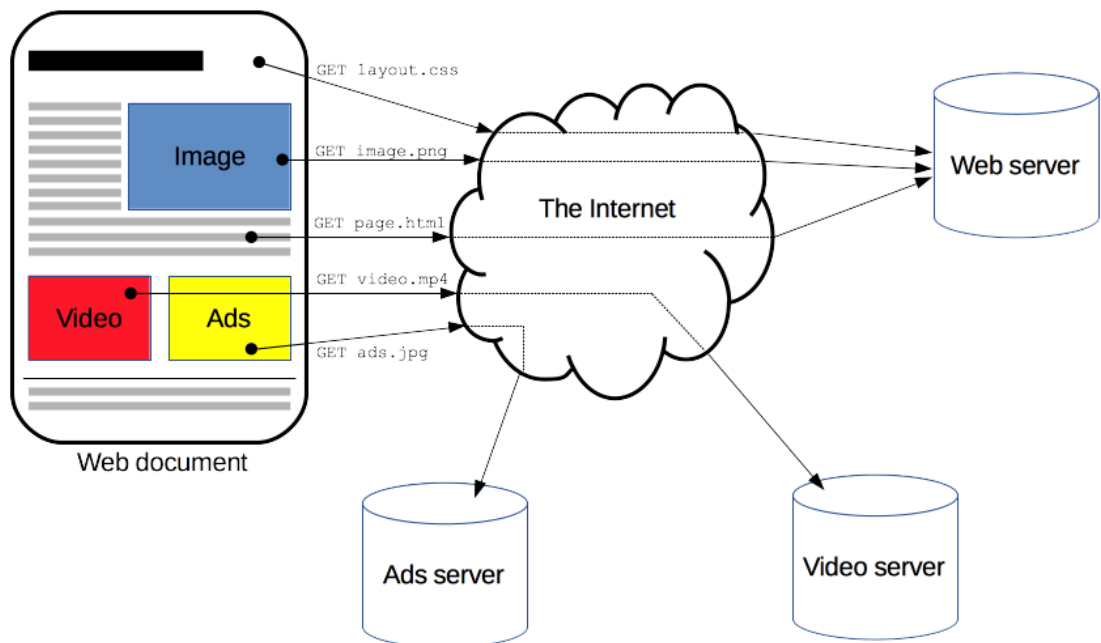 GET layout.css
Image
GET image.png
Web server
The Internet
GET page.html
GET video.mp4
Video
Ads
GET ads.jpg
Web document
Ads server
Video server